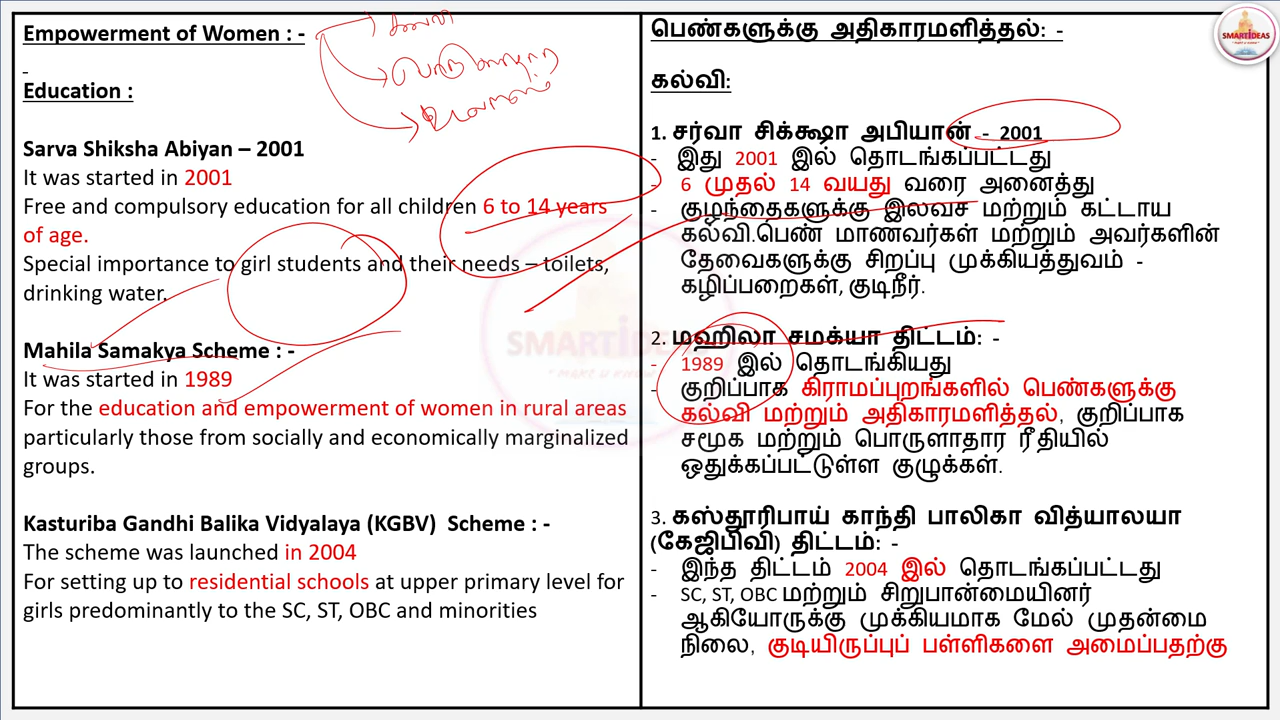 Empowerment of Women : -
-
Education :
Sarva Shiksha Abiyan – 2001
It was started in 2001
Free and compulsory education for all children 6 to 14 years
of age.
Special importance to girl students and their needs – toilets,
drinking water.
Mahila Samakya Scheme : -
It was started in 1989
For the education and empowerment of women in rural areas
particularly those from socially and economically marginalized
groups.
Kasturiba Gandhi Balika Vidyalaya (KGBV) Scheme : -
The scheme was launched in 2004
For setting up to residential schools at upper primary level for
girls predominantly to the SC, ST, OBC and minorities
பெண்களுக்கு அதிகாரமளித்தல்: -
கல்வி:
1. சர்வா சிக்க்ஷா அபியான் - 2001
- இது 2001 இல் தொடங்கப்பட்டது
- 6 முதல் 14 வயது வரை அனைத்து
- குழந்தைகளுக்கு இலவச மற்றும் கட்டாய
கல்வி.பெண் மாணவர்கள் மற்றும் அவர்களின்
தேவைகளுக்கு சிறப்பு முக்கியத்துவம் -
கழிப்பறைகள், குடிநீர்.
2. மஹிலா சமக்யா திட்டம்: -
- 1989 இல் தொடங்கியது
- குறிப்பாக கிராமப்புறங்களில் பெண்களுக்கு
கல்வி மற்றும் அதிகாரமளித்தல், குறிப்பாக
சமூக மற்றும் பொருளாதார ரீதியில்
ஒதுக்கப்பட்டுள்ள குழுக்கள்.
3. கஸ்தூரிபாய் காந்தி பாலிகா வித்யாலயா
(கேஜிபிவி) திட்டம்: -
- இந்த திட்டம் 2004 இல் தொடங்கப்பட்டது
- SC, ST, OBC மற்றும் சிறுபான்மையினர்
ஆகியோருக்கு முக்கியமாக மேல் முதன்மை
நிலை, குடியிருப்புப் பள்ளிகளை அமைப்பதற்கு
SMARTIDEAS
- MAKE U KNOW -
SMARTIDEAS
- MAKE U KNOW -